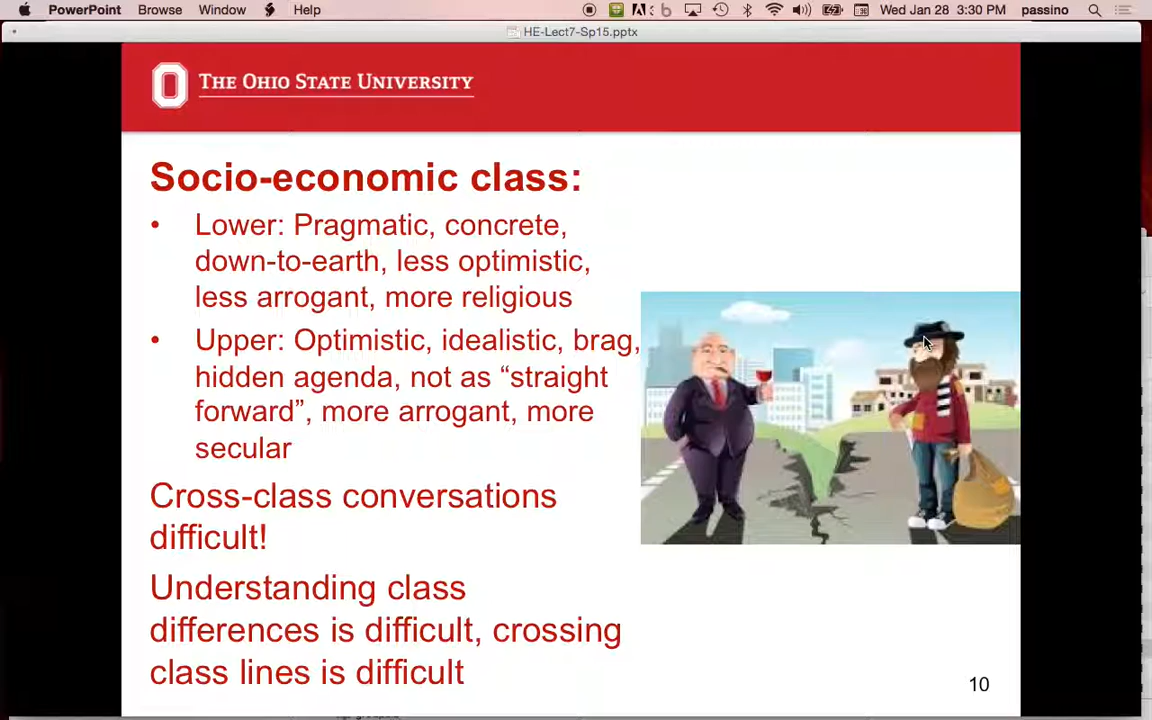 PowerPoint Browse Window Help Wed Jan 28 3:30 PM passino
HE-Lect7-Sp15.pptx
THE OHIO STATE UNIVERSITY
Socio-economic class:
• Lower: Pragmatic, concrete,
down-to-earth, less optimistic,
less arrogant, more religious
• Upper: Optimistic, idealistic, brag,
hidden agenda, not as “straight
forward”, more arrogant, more
secular
Cross-class conversations
difficult!
Understanding class
differences is difficult, crossing
class lines is difficult
10